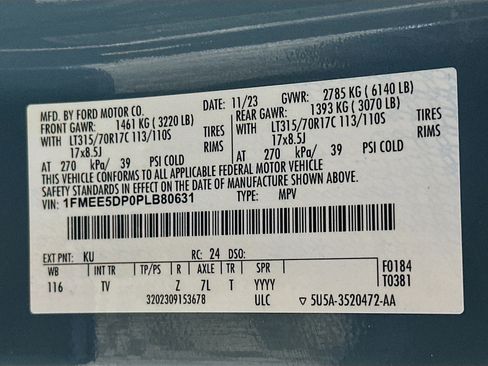 MFD. BY FORD MOTOR CO.
DATE: 11/23 GVWR: 2785 KG ( 6140 LB)
FRONT GAWR: 1461 KG ( 3220 LB) REAR GAWR: 1393 KG ( 3070 LB)
WITH LT315/70R17C 113/110S TIRES WITH LT315/70R17C 113/110S TIRES
17x8.5J RIMS 17x8.5J RIMS
AT 270 kPa/ 39 PSI COLD AT 270 kPa/ 39 PSI COLD
THIS VEHICLE CONFORMS TO ALL APPLICABLE FEDERAL MOTOR VEHICLE
SAFETY STANDARDS IN EFFECT ON THE DATE OF MANUFACTURE SHOWN ABOVE.
VIN: 1FMEE5DP0PLB80631 TYPE: MPV
EXT PNT: KU RC: 24 DSO:
WB INT TR TP/PS R AXLE TR SPR F0184
116 TV Z 7L T YYYY T0381
3202309153678 ULC 5U5A-3520472-AA